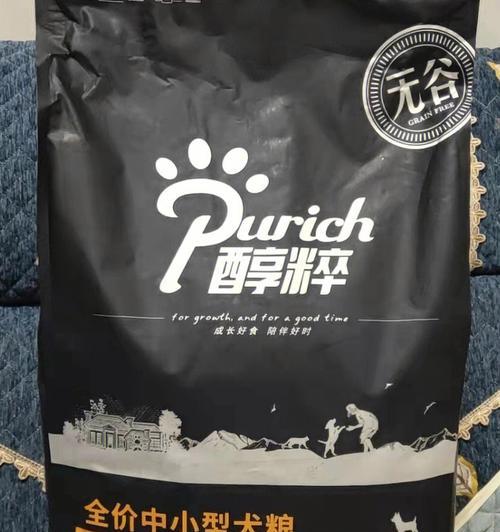 无谷
GRAIN FREE
Purich
醇粹
for growth, and for a good time
成长好食 陪伴好时
全价中小型犬粮